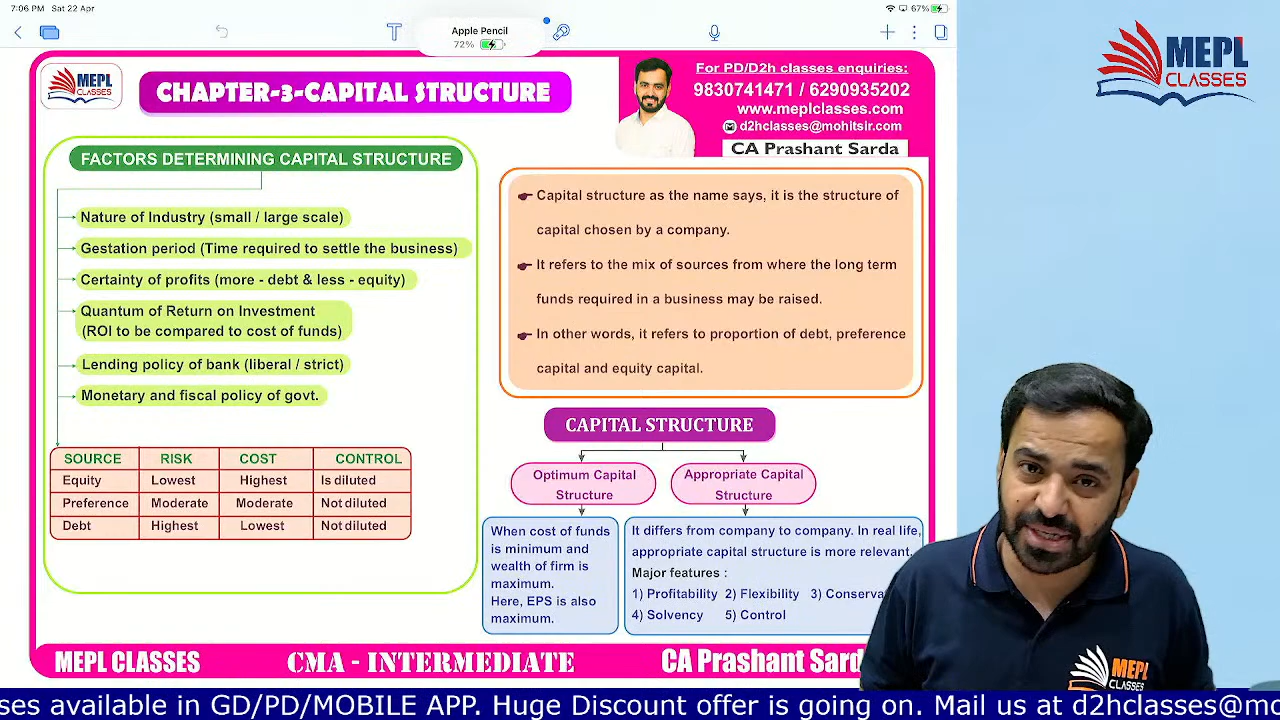 7:06 PM Sat 22 Apr
67%
Apple Pencil
72%
MEPL
CLASSES
CHAPTER-3-CAPITAL STRUCTURE
For PD/D2h classes enquiries:
9830741471 / 6290935202
www.meplclasses.com
d2hclasses@mohitsir.com
CA Prashant Sarda
MEPL
CLASSES
FACTORS DETERMINING CAPITAL STRUCTURE
Nature of Industry (small / large scale)
Gestation period (Time required to settle the business)
Certainty of profits (more - debt & less - equity)
Quantum of Return on Investment
(ROI to be compared to cost of funds)
Lending policy of bank (liberal / strict)
Monetary and fiscal policy of govt.
SOURCE RISK COST CONTROL
Equity Lowest Highest Is diluted
Preference Moderate Moderate Not diluted
Debt Highest Lowest Not diluted
Capital structure as the name says, it is the structure of
capital chosen by a company.
It refers to the mix of sources from where the long term
funds required in a business may be raised.
In other words, it refers to proportion of debt, preference
capital and equity capital.
CAPITAL STRUCTURE
Optimum Capital
Structure
Appropriate Capital
Structure
When cost of funds
is minimum and
wealth of firm is
maximum.
Here, EPS is also
maximum.
It differs from company to company. In real life,
appropriate capital structure is more relevant.
Major features :
1) Profitability 2) Flexibility 3) Conserva
4) Solvency 5) Control
MEPL CLASSES
CMA - INTERMEDIATE
CA Prashant Sard
MEPL
CLASSES
ses available in GD/PD/MOBILE APP. Huge Discount offer is going on. Mail us at d2hclasses@mo